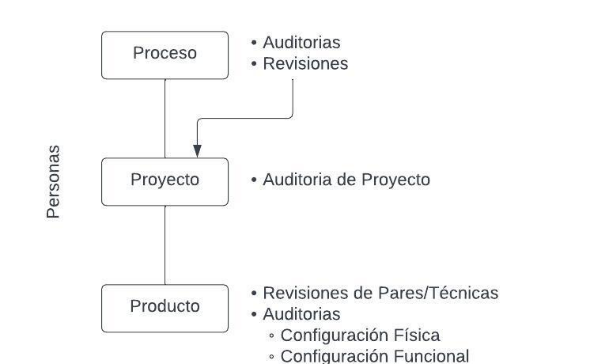 Proceso
• Auditorias
• Revisiones
Personas
Proyecto
• Auditoria de Proyecto
Producto
• Revisiones de Pares/Técnicas
• Auditorias
◦ Configuración Física
◦ Configuración Funcional